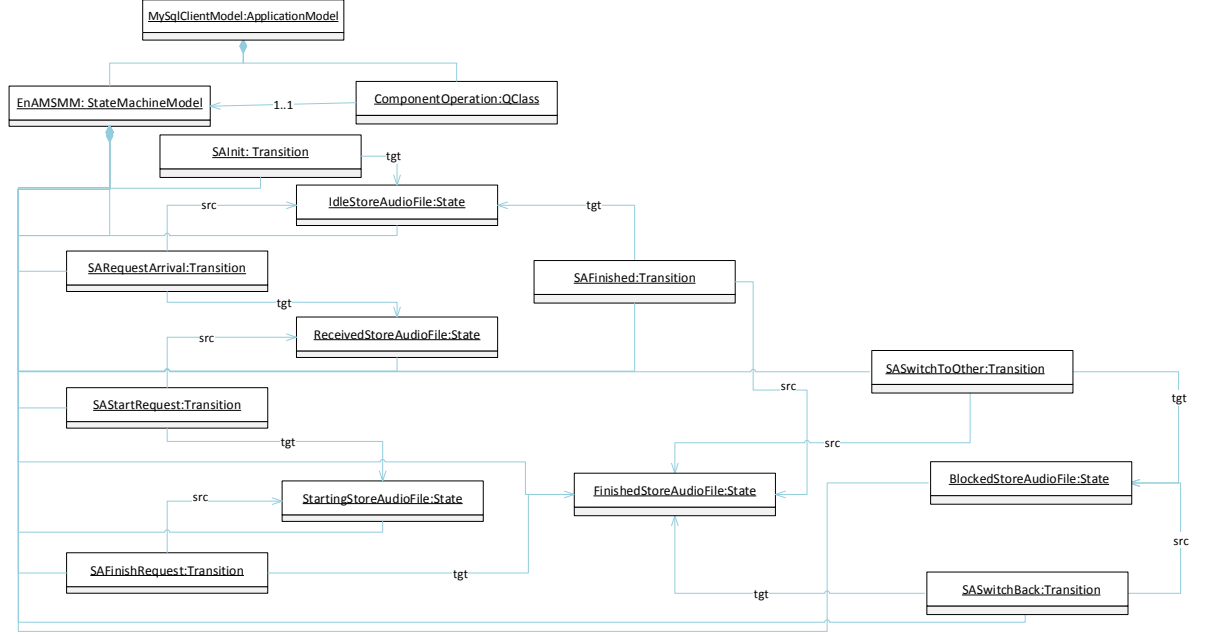 MySqlClientModel:ApplicationModel
EnAMSMM: StateMachineModel
1..1
ComponentOperation:QClass
SAInit: Transition
tgt
IdleStoreAudioFile:State
src
tgt
SARequestArrival:Transition
SAFinished:Transition
tgt
ReceivedStoreAudioFile:State
src
SASwitchToOther:Transition
src
tgt
SAStartRequest:Transition
tgt
src
StartingStoreAudioFile:State
src
FinishedStoreAudioFile:State
BlockedStoreAudioFile:State
src
SAFinishRequest:Transition
tgt
tgt
SASwitchBack:Transition